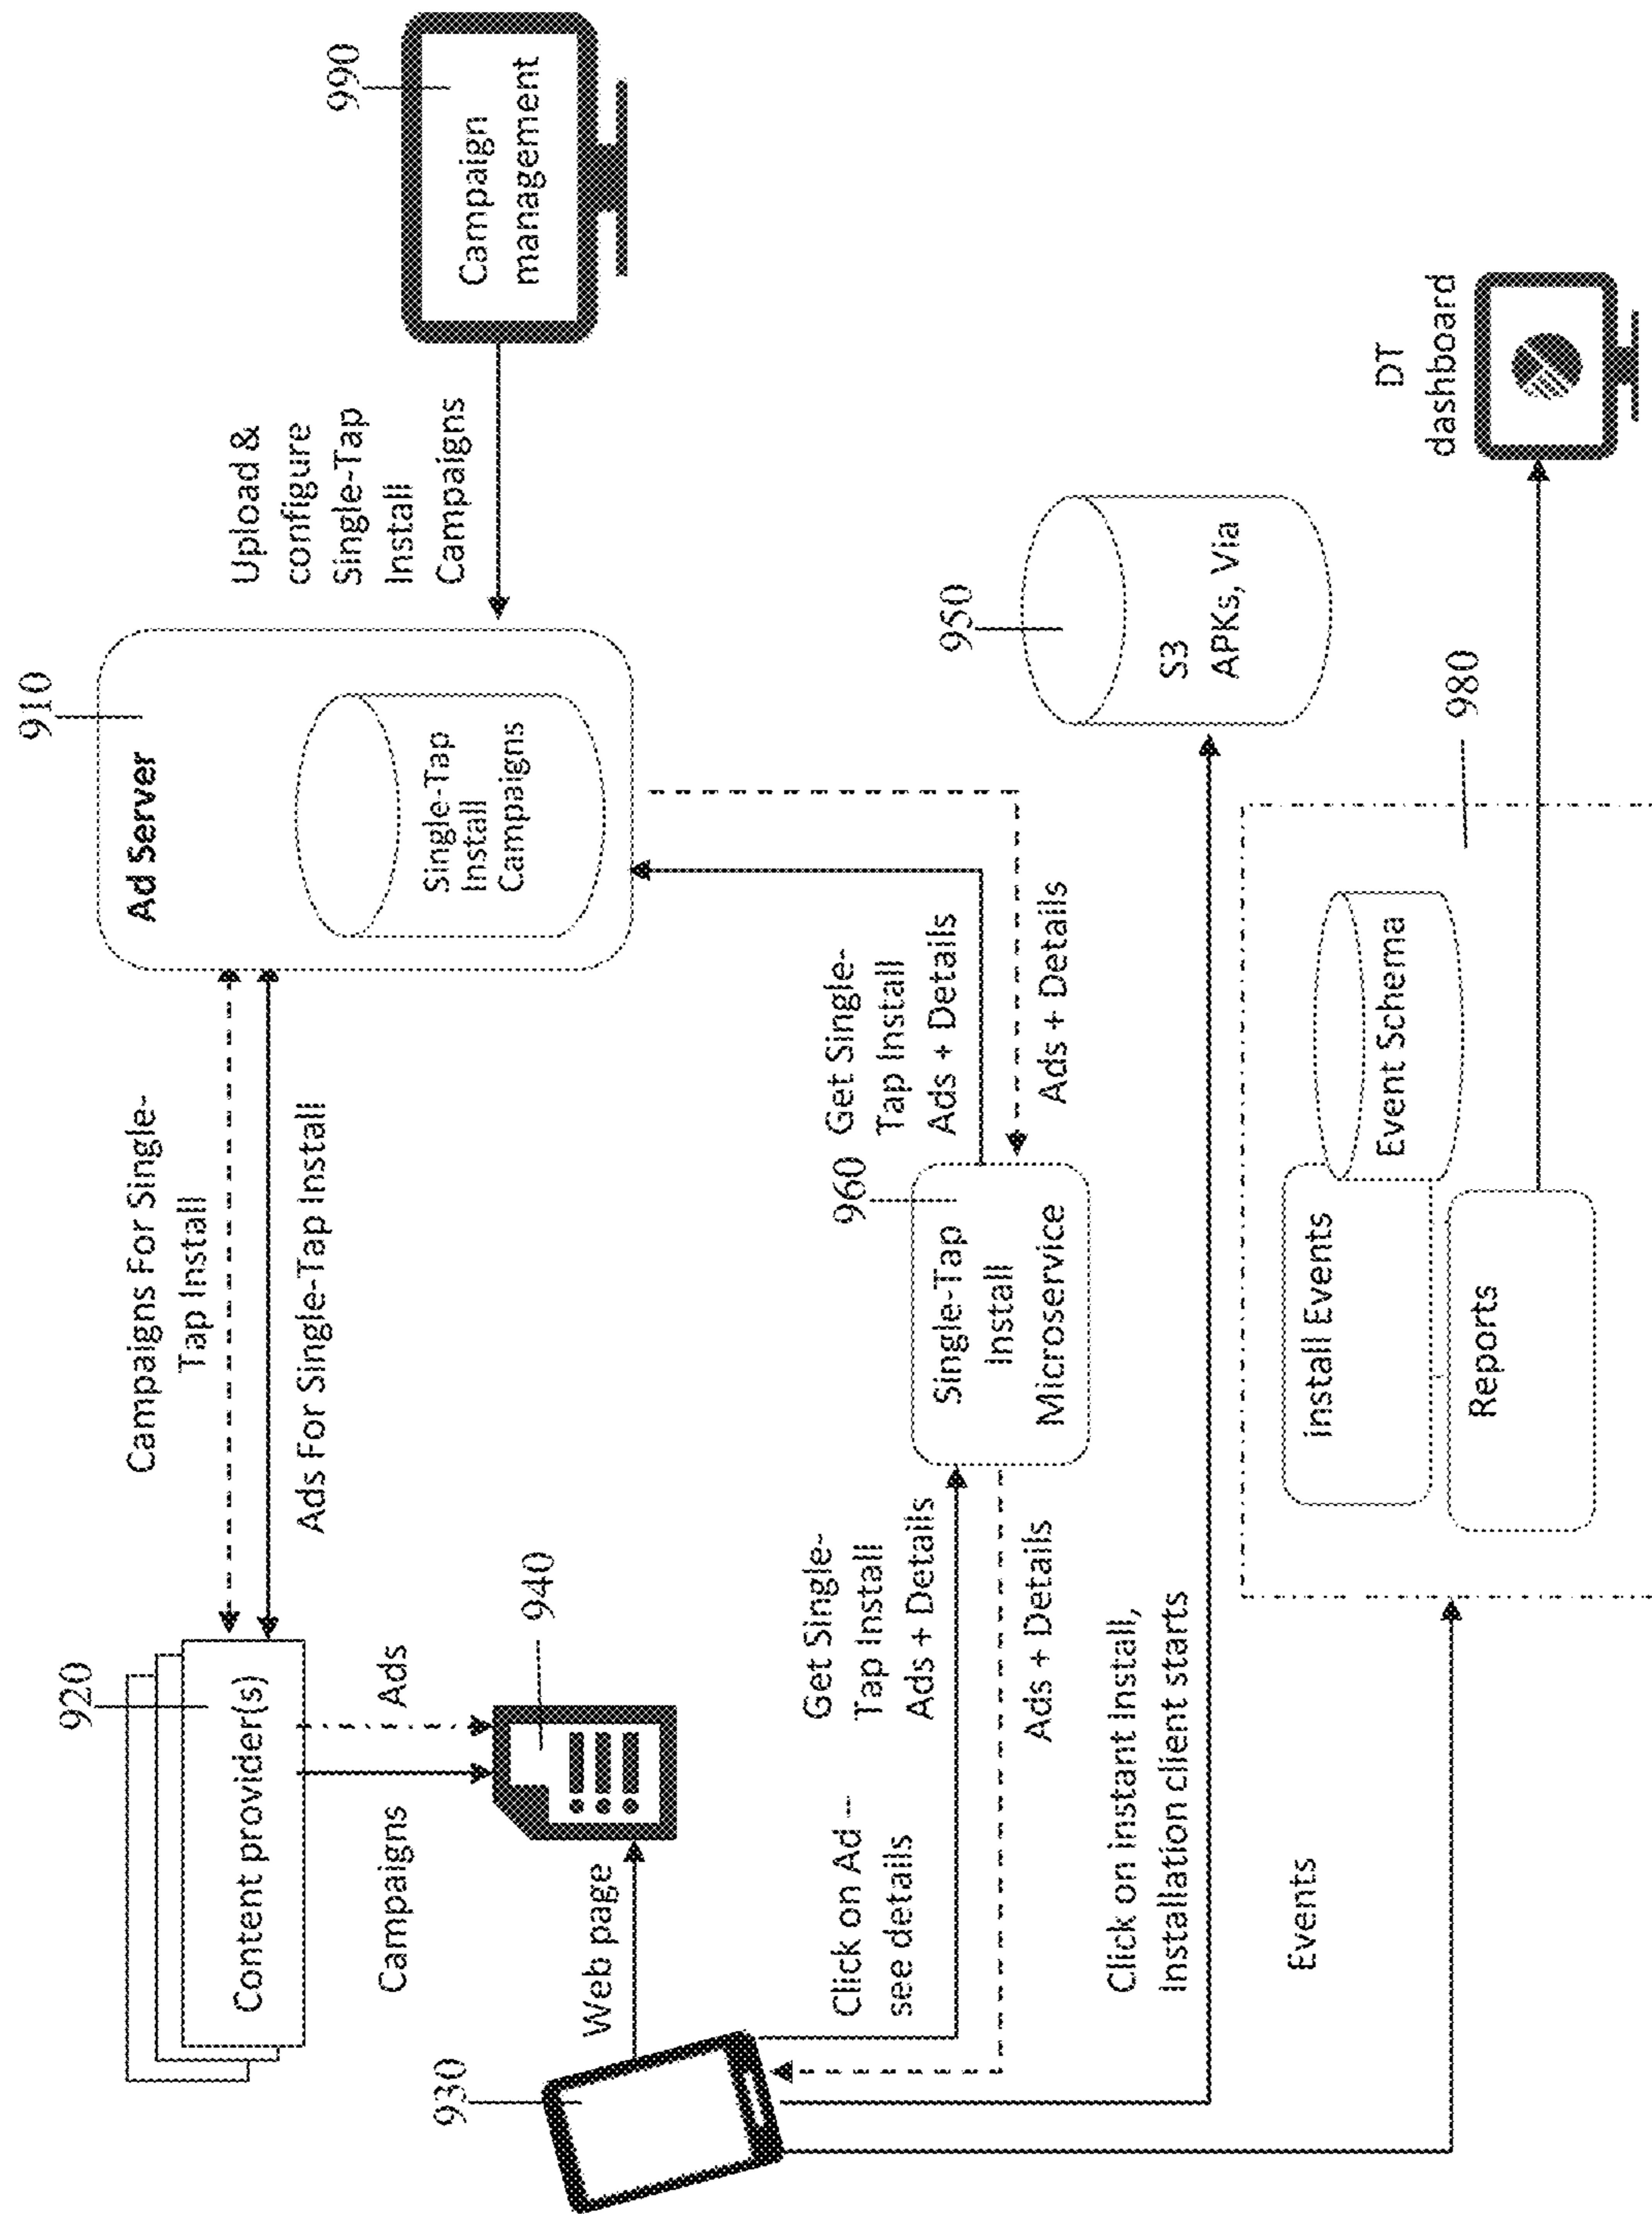 920
Content provider(s)
Campaigns For Single-
Tap Install
Ads For Single-Tap Install
910
Ad Server
Single-Tap
Install
Campaigns
Upload &
configure
Single-Tap
Install
Campaigns
990
Campaign
management
Campaigns
Ads
940
930
Web page
Click on Ad –
see details
Get Single-
Tap Install
Ads + Details
Ads + Details
960
Single-Tap
Install
Microservice
Get Single-
Tap Install
Ads + Details
Ads + Details
950
S3
APKs, Via
Click on instant Install,
Installation client starts
Events
Install Events
Event Schema
Reports
980
DT
dashboard